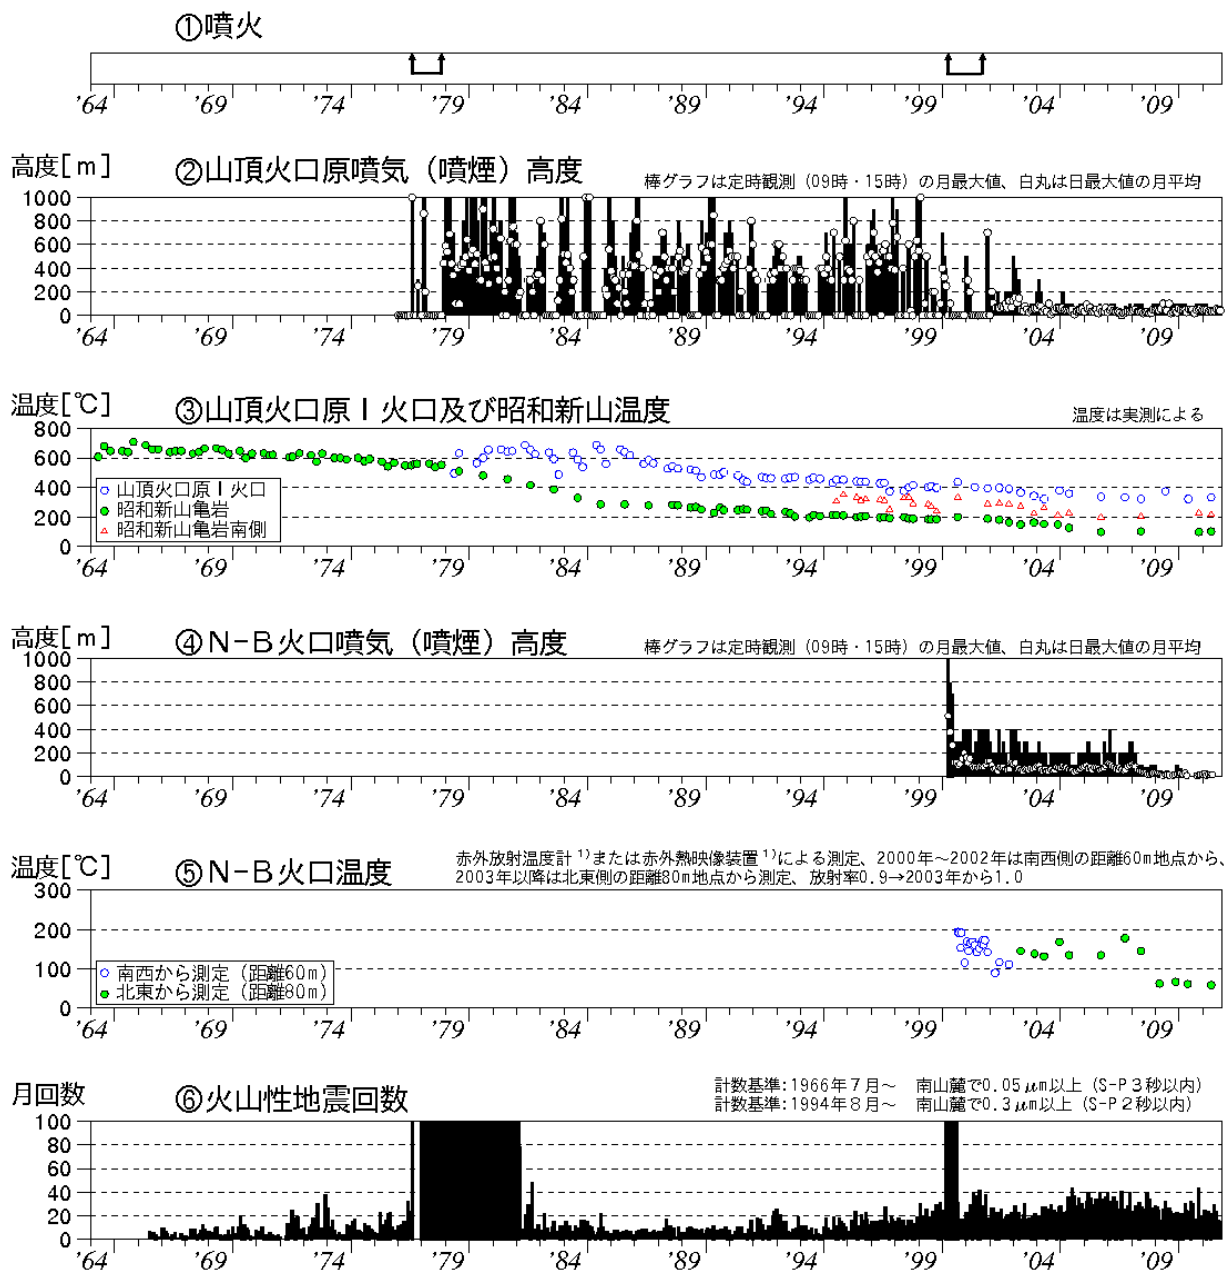 ①噴火
'64 '69 '74 '79 '84 '89 '94 '99 '04 '09
高度[m] ②山頂火口原噴気（噴煙）高度 棒グラフは定時観測（09時・15時）の月最大値、白丸は日最大値の月平均
1000
800
600
400
200
0
'64 '69 '74 '79 '84 '89 '94 '99 '04 '09
温度[℃] ③山頂火口原Ⅰ火口及び昭和新山温度 温度は実測による
800
600
400
200
0
山頂火口原Ⅰ火口
昭和新山亀岩
昭和新山亀岩南側
'64 '69 '74 '79 '84 '89 '94 '99 '04 '09
高度[m] ④N-B火口噴気（噴煙）高度 棒グラフは定時観測（09時・15時）の月最大値、白丸は日最大値の月平均
1000
800
600
400
200
0
'64 '69 '74 '79 '84 '89 '94 '99 '04 '09
温度[℃] ⑤N-B火口温度
赤外放射温度計1)または赤外熱映像装置1)による測定、2000年～2002年は南西側の距離60m地点から、
2003年以降は北東側の距離80m地点から測定、放射率0.9→2003年から1.0
300
200
100
0
南西から測定（距離60m）
北東から測定（距離80m）
'64 '69 '74 '79 '84 '89 '94 '99 '04 '09
月回数 ⑥火山性地震回数
計数基準:1966年7月～ 南山麓で0.05μm以上（S-P3秒以内）
計数基準:1994年8月～ 南山麓で0.3μm以上（S-P2秒以内）
100
80
60
40
20
0
'64 '69 '74 '79 '84 '89 '94 '99 '04 '09